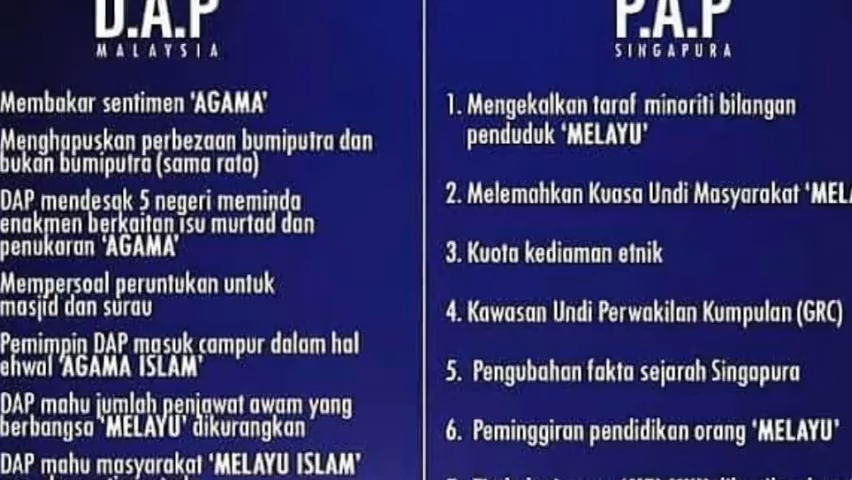 D.A.P
MALAYSIA
Membakar sentimen 'AGAMA'
Menghapuskan perbezaan bumiputra dan
bukan bumiputra (sama rata)
DAP mendesak 5 negeri meminda
enakmen berkaitan isu murtad dan
penukaran 'AGAMA'
Mempersoal peruntukan untuk
masjid dan surau
Pemimpin DAP masuk campur dalam hal
ehwal 'AGAMA ISLAM'
DAP mahu jumlah penjawat awam yang
berbangsa 'MELAYU' dikurangkan
DAP mahu masyarakat 'MELAYU ISLAM'
P.A.P
SINGAPURA
1. Mengekalkan taraf minoriti bilangan
penduduk 'MELAYU'
2. Melemahkan Kuasa Undi Masyarakat
3. Kuota kediaman etnik
4. Kawasan Undi Perwakilan Kumpulan (GRC)
5. Pengubahan fakta sejarah Singapura
6. Peminggiran pendidikan orang 'MELAYU'